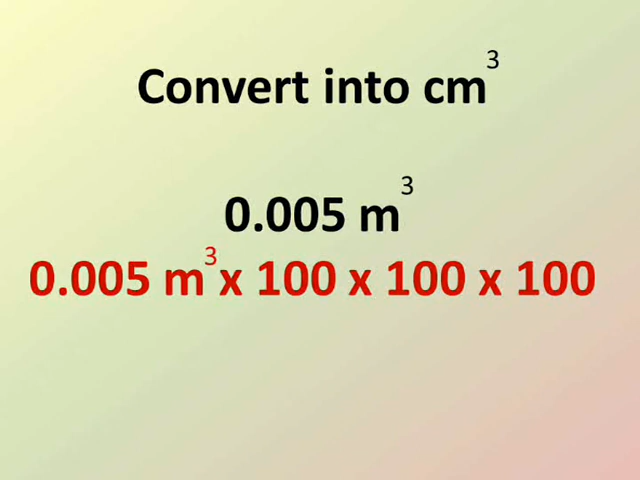 Convert into cm³
0.005 m³
0.005 m³ x 100 x 100 x 100